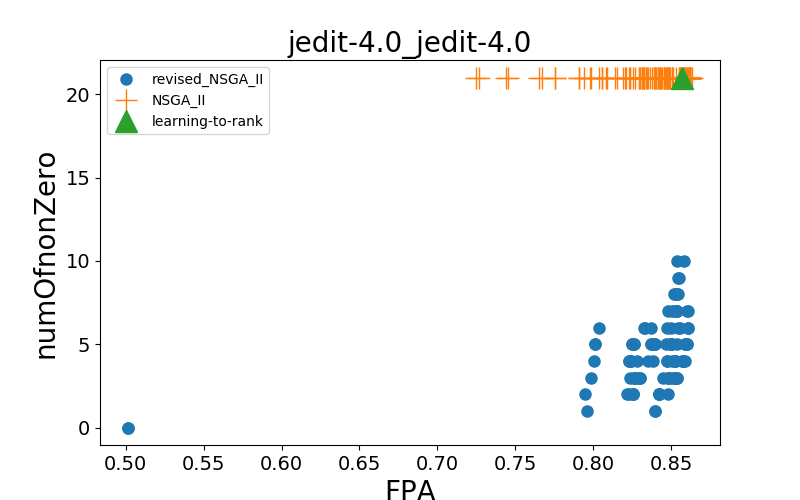 jedit-4.0_jedit-4.0
revised_NSGA_II
NSGA_II
learning-to-rank
numOfnonZero
20
15
10
5
0
0.50 0.55 0.60 0.65 0.70 0.75 0.80 0.85
FPA